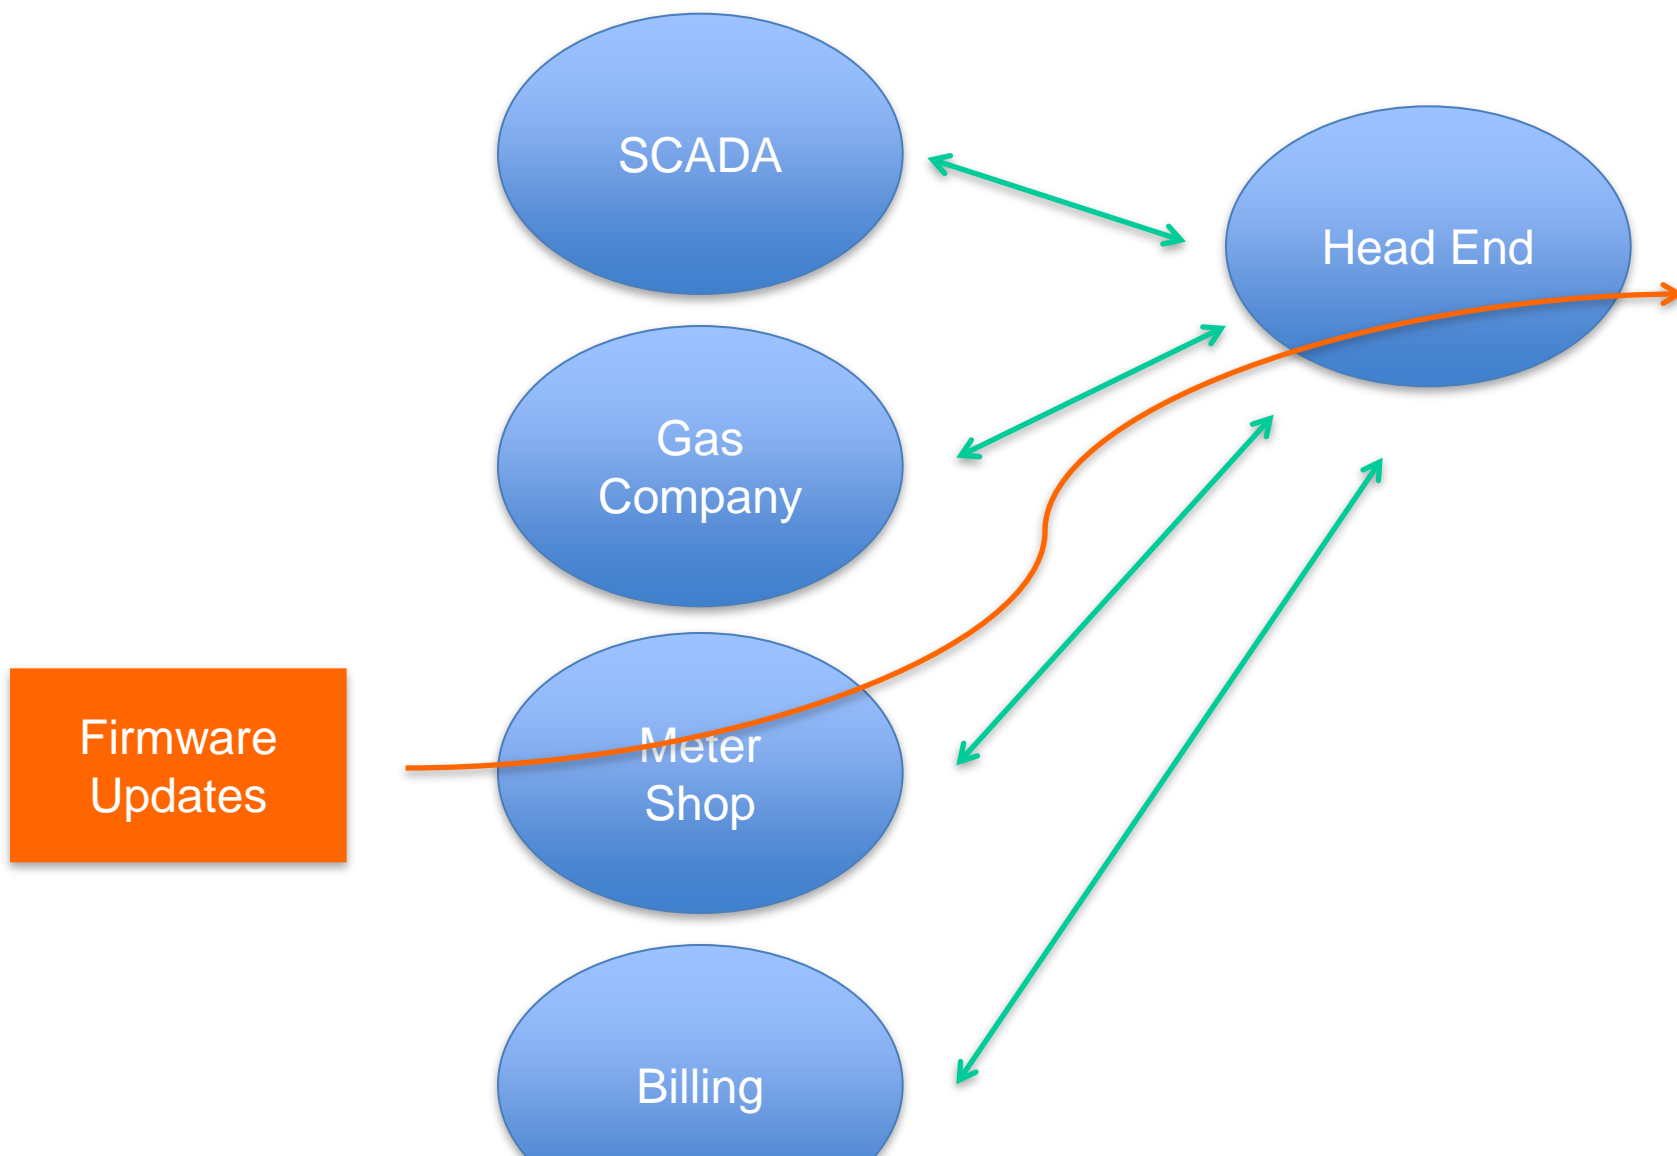 SCADA
Head End
Gas
Company
Firmware
Updates
Meter
Shop
Billing